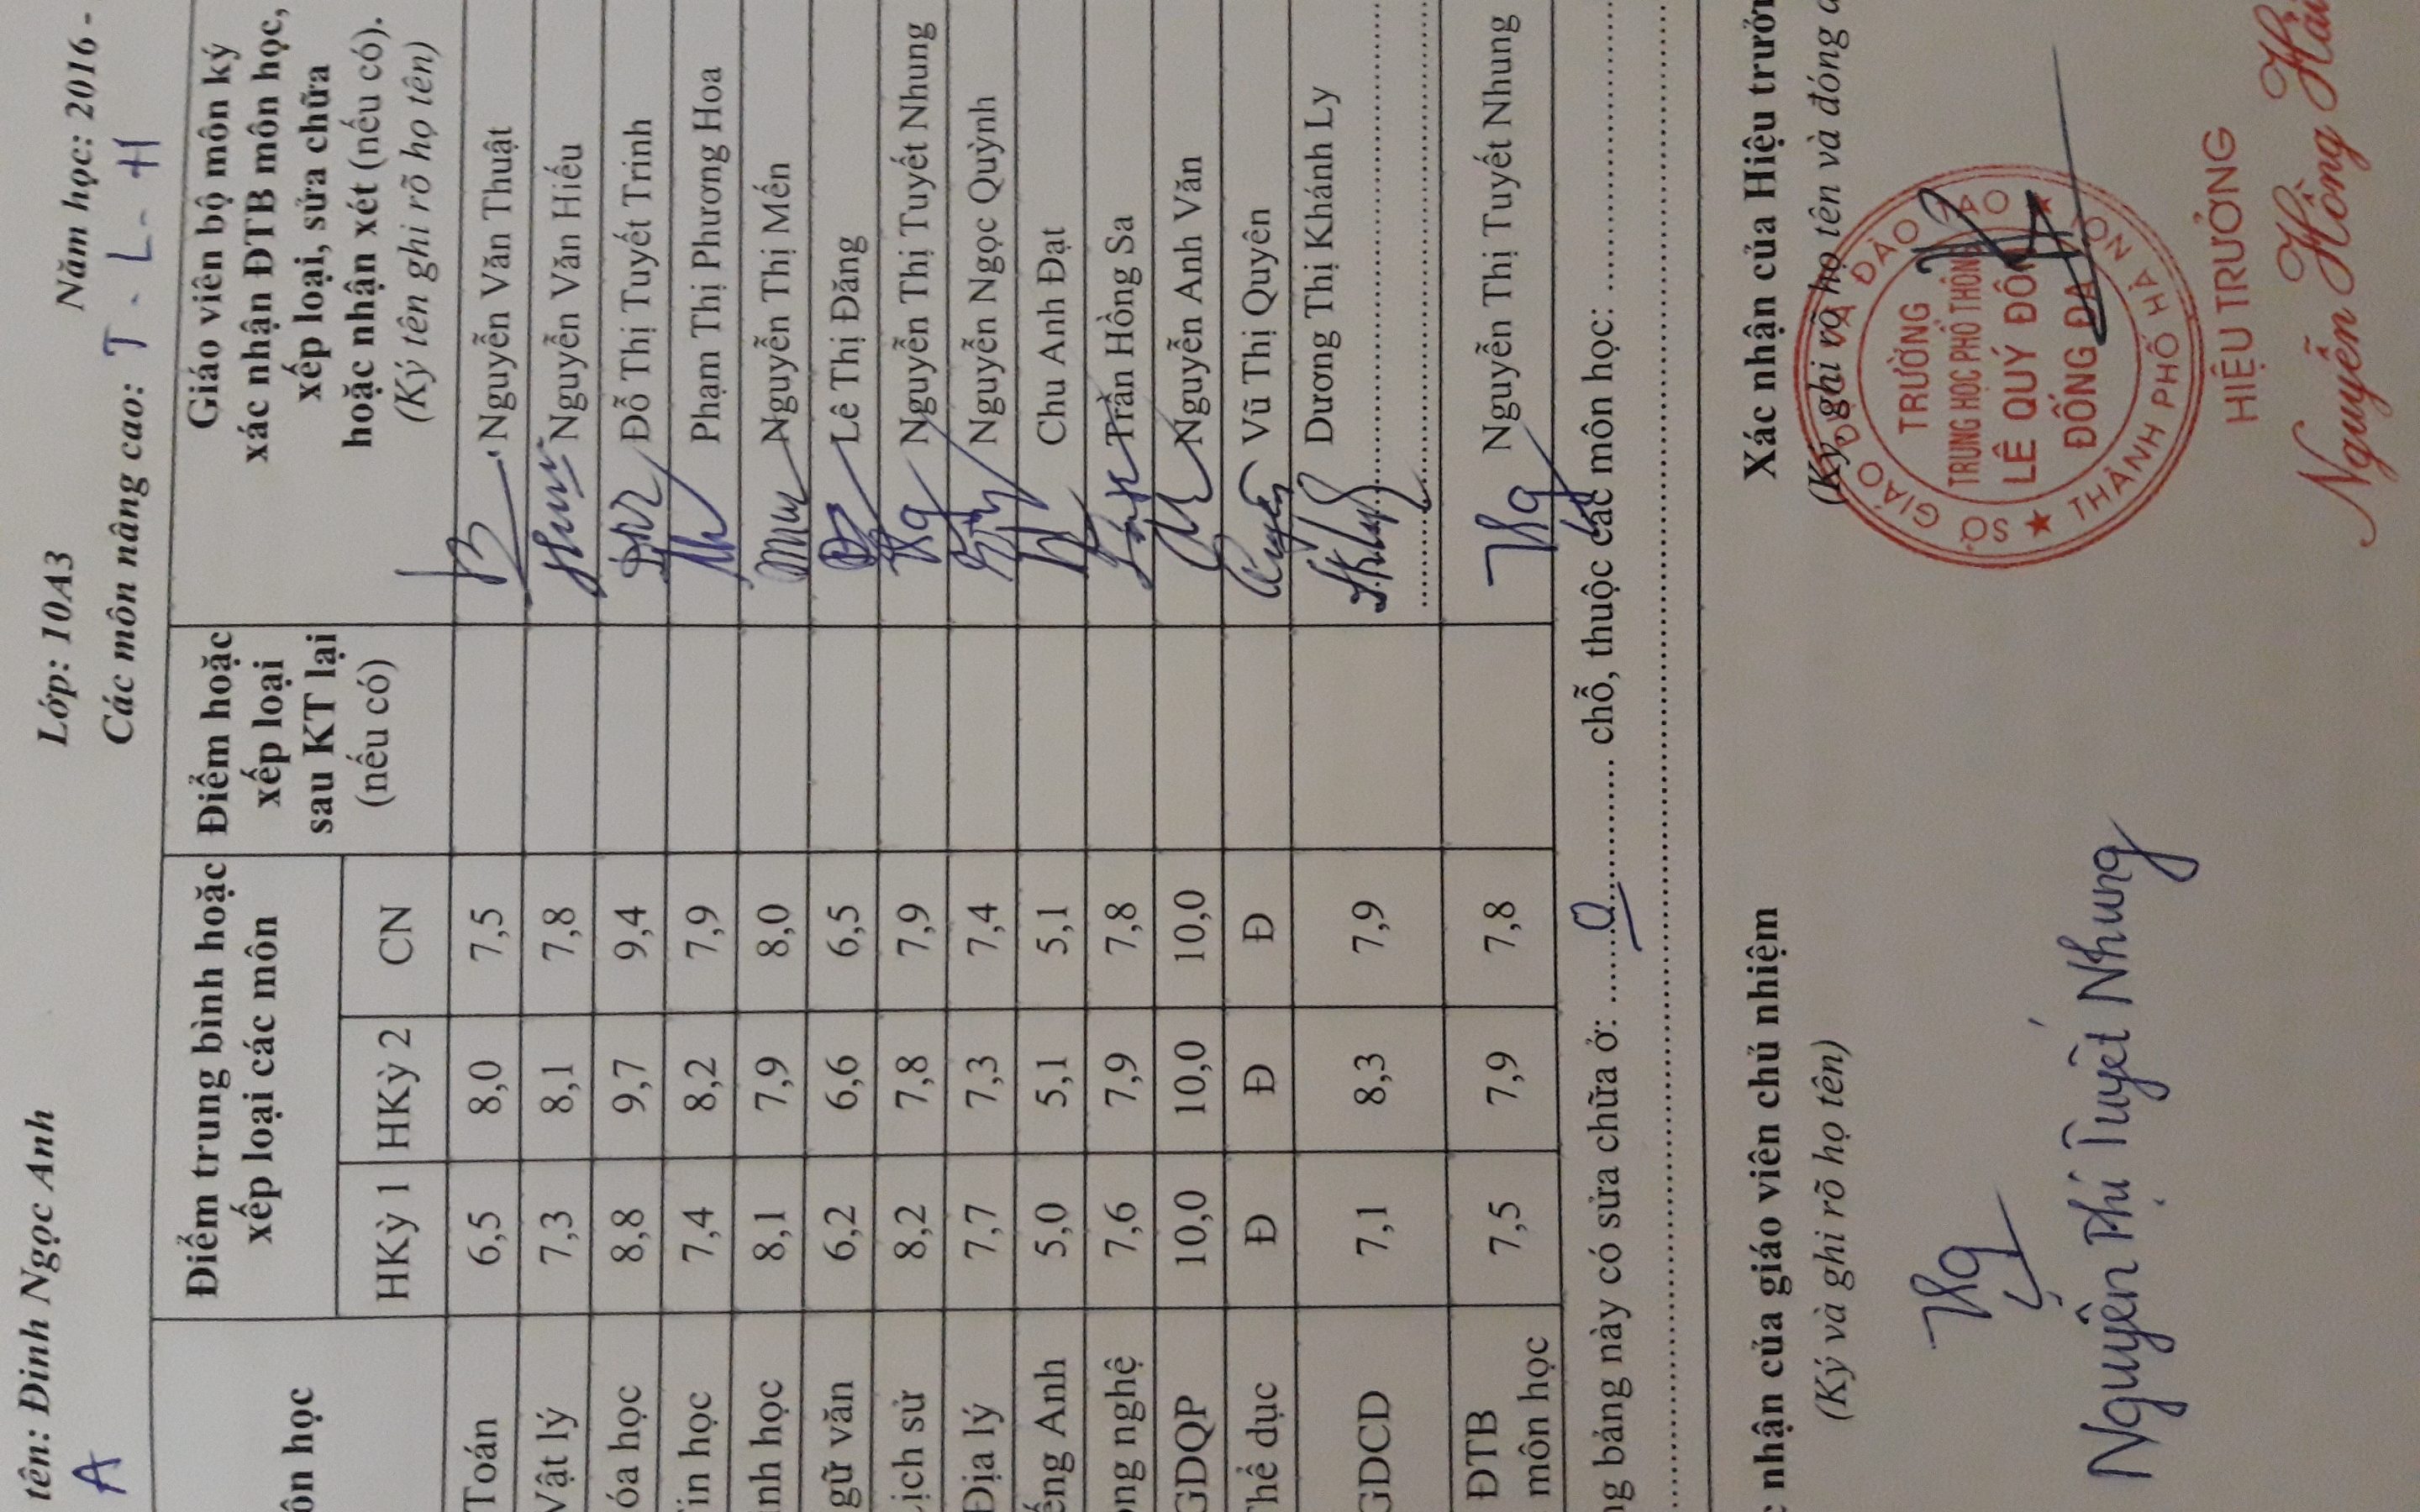 tên: Đinh Ngọc Anh Lớp: 10A3 Năm học: 2016 -
A Các môn nâng cao: T - L - H
ôn học Điểm trung bình hoặc xếp loại các môn Điểm hoặc xếp loại sau KT lại (nếu có) Giáo viên bộ môn ký xác nhận ĐTB môn học, xếp loại, sửa chữa hoặc nhận xét (nếu có). (Ký tên ghi rõ họ tên)
HKỳ 1 HKỳ 2 CN
Toán 6,5 8,0 7,5 Nguyễn Văn Thuật
Vật lý 7,3 8,1 7,8 Nguyễn Văn Hiếu
óa học 8,8 9,7 9,4 Đỗ Thị Tuyết Trinh
in học 7,4 8,2 7,9 Phạm Thị Phương Hoa
inh học 8,1 7,9 8,0 Nguyễn Thị Mến
gữ văn 6,2 6,6 6,5 Lê Thị Đăng
Lịch sử 8,2 7,8 7,9 Nguyễn Thị Tuyết Nhung
Địa lý 7,7 7,3 7,4 Nguyễn Ngọc Quỳnh
ếng Anh 5,0 5,1 5,1 Chu Anh Đạt
ông nghệ 7,6 7,9 7,8 Trần Hồng Sa
GDQP 10,0 10,0 10,0 Nguyễn Anh Văn
Thể dục Đ Đ Đ Vũ Thị Quyên
GDCD 7,1 8,3 7,9 Dương Thị Khánh Ly
ĐTB môn học 7,5 7,9 7,8 Nguyễn Thị Tuyết Nhung
ng bảng này có sửa chữa ở: 0 chỗ, thuộc các môn học:
c nhận của giáo viên chủ nhiệm
(Ký và ghi rõ họ tên)
Nguyễn Thị Tuyết Nhung
Xác nhận của Hiệu trưởn
(Ký, ghi rõ họ tên và đóng d
SỞ GIÁO DỤC VÀ ĐÀO TẠO
TRƯỜNG
TRUNG HỌC PHỔ THÔNG
LÊ QUÝ ĐÔN
ĐỐNG ĐA
★ THÀNH PHỐ HÀ NỘI ★
HIỆU TRƯỞNG
Nguyễn Hồng Hải